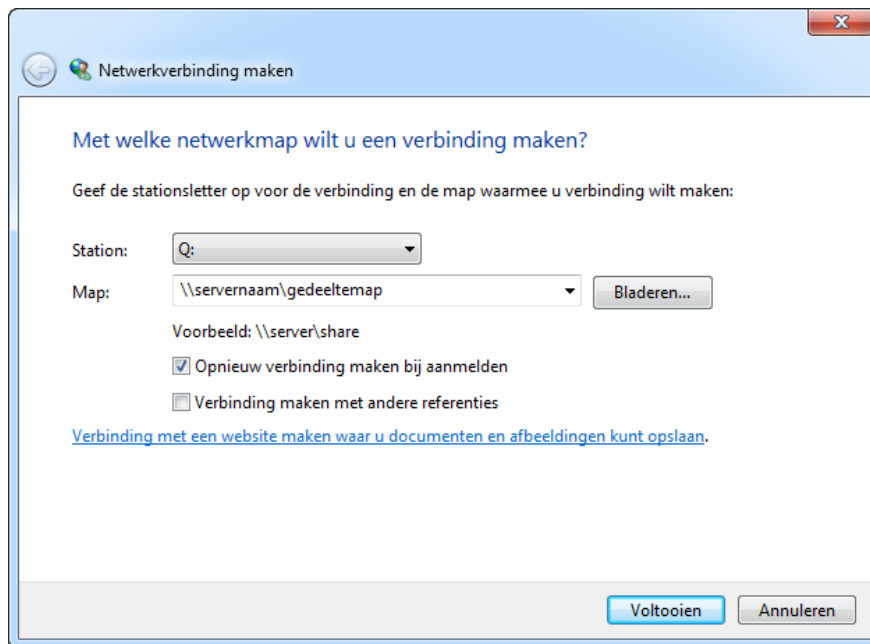 Netwerkverbinding maken
Met welke netwerkmap wilt u een verbinding maken?
Geef de stationsletter op voor de verbinding en de map waarmee u verbinding wilt maken:
Station: Q:
Map: \\servernaam\gedeeltemap Bladeren...
Voorbeeld: \\server\share
Opnieuw verbinding maken bij aanmelden
Verbinding maken met andere referenties
Verbinding met een website maken waar u documenten en afbeeldingen kunt opslaan.
Voltooien Annuleren